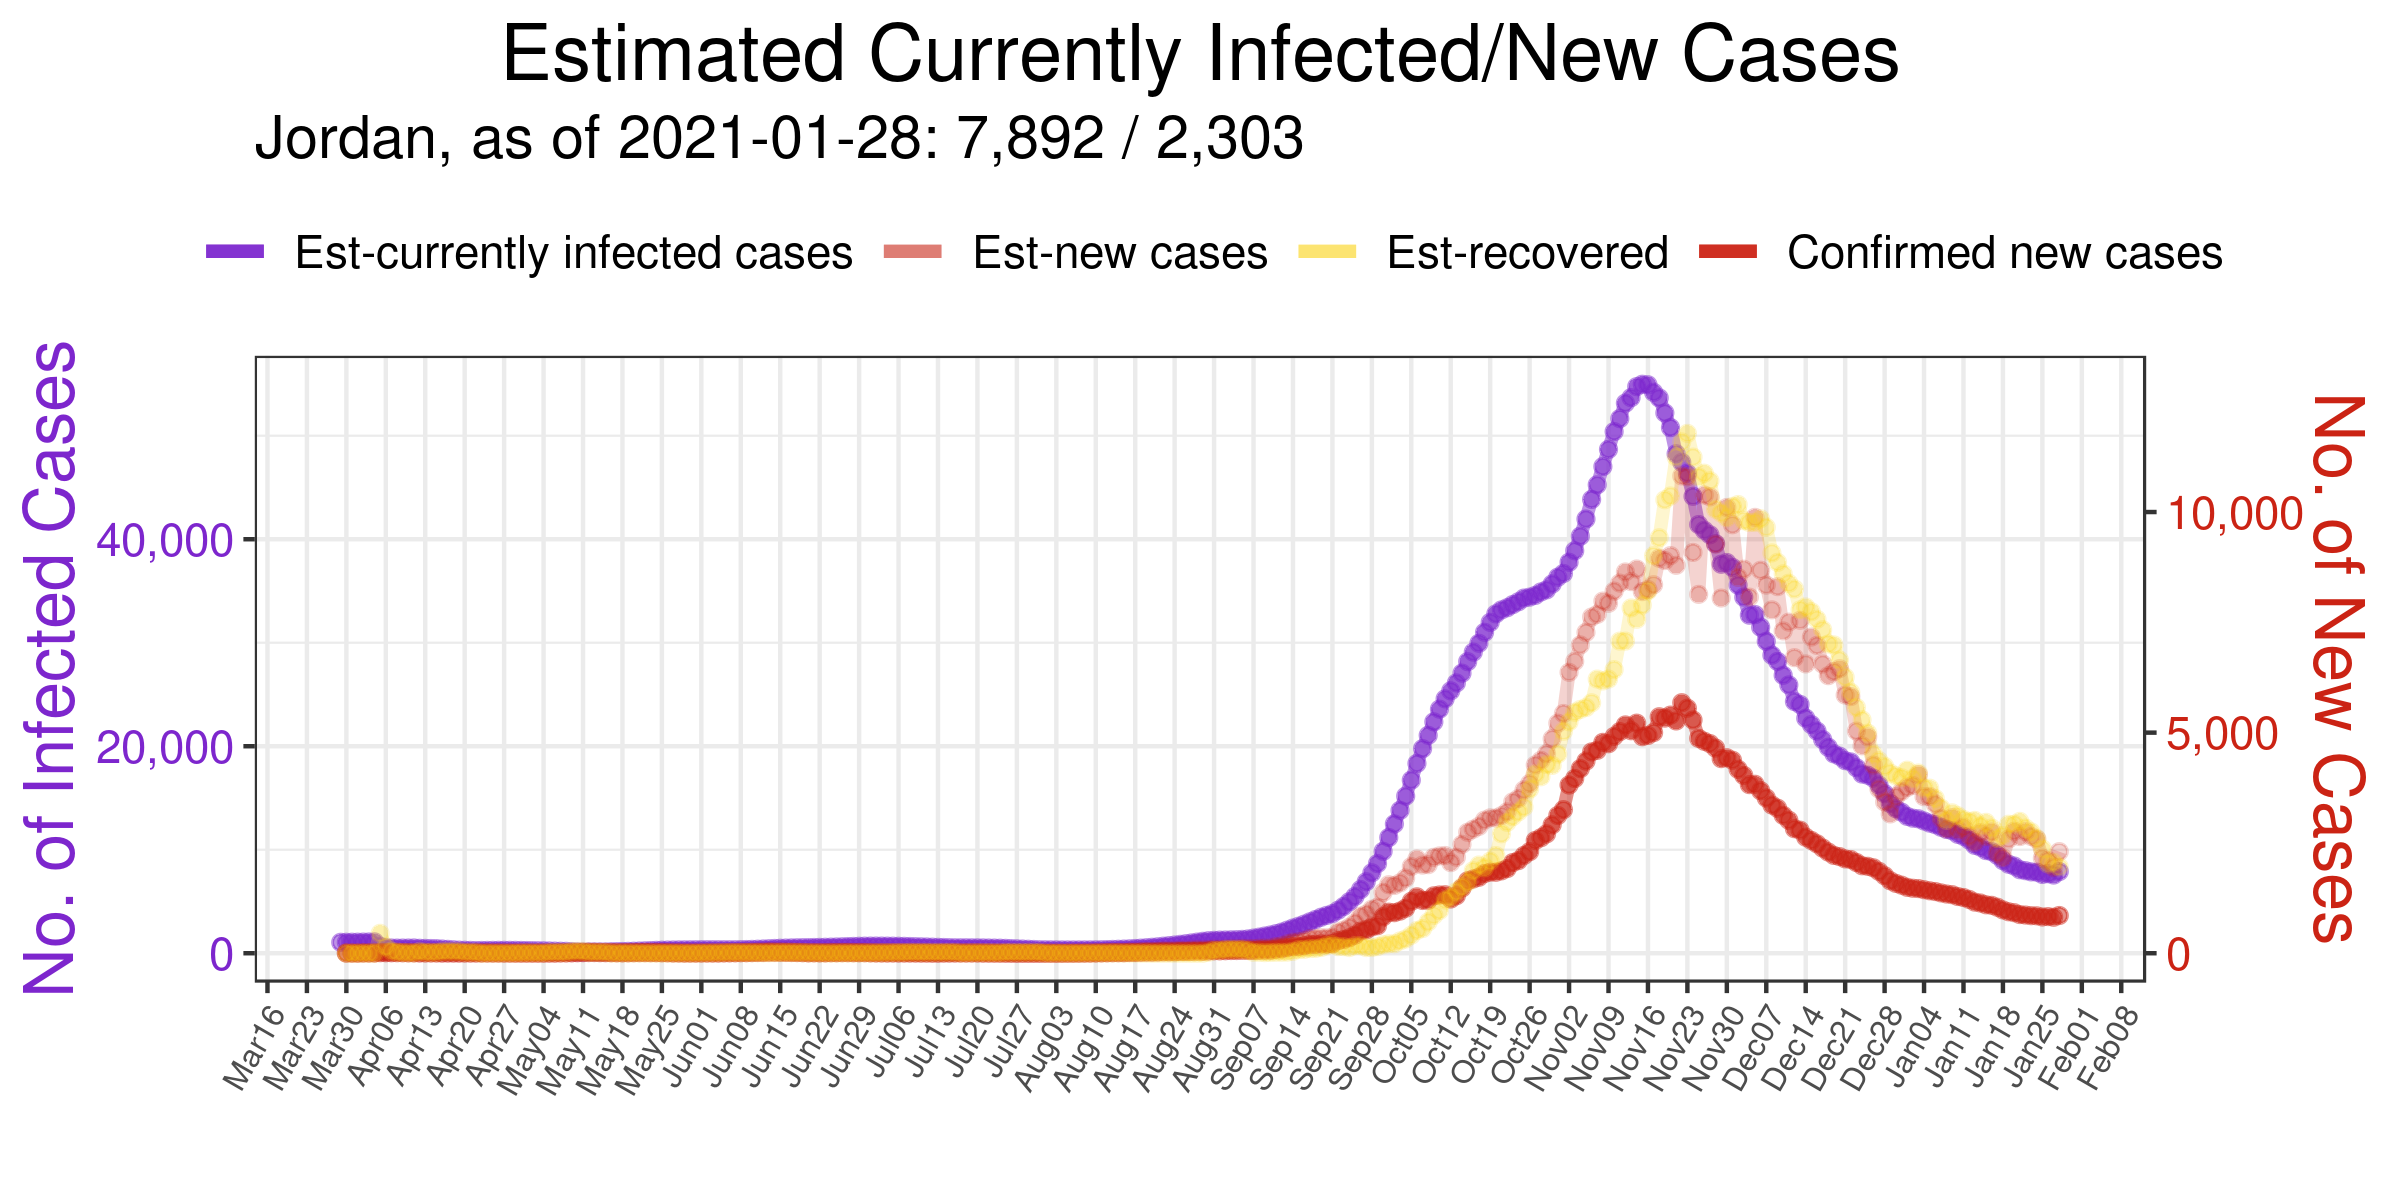 Estimated Currently Infected/New Cases
Jordan, as of 2021-01-28: 7,892 / 2,303
Est-currently infected cases Est-new cases Est-recovered Confirmed new cases
No. of Infected Cases
40,000
20,000
0
10,000
5,000
0
No. of New Cases
Mar16 Mar23 Mar30 Apr06 Apr13 Apr20 Apr27 May04 May11 May18 May25 Jun01 Jun08 Jun15 Jun22 Jun29 Jul06 Jul13 Jul20 Jul27 Aug03 Aug10 Aug17 Aug24 Aug31 Sep07 Sep14 Sep21 Sep28 Oct05 Oct12 Oct19 Oct26 Nov02 Nov09 Nov16 Nov23 Nov30 Dec07 Dec14 Dec21 Dec28 Jan04 Jan11 Jan18 Jan25 Feb01 Feb08